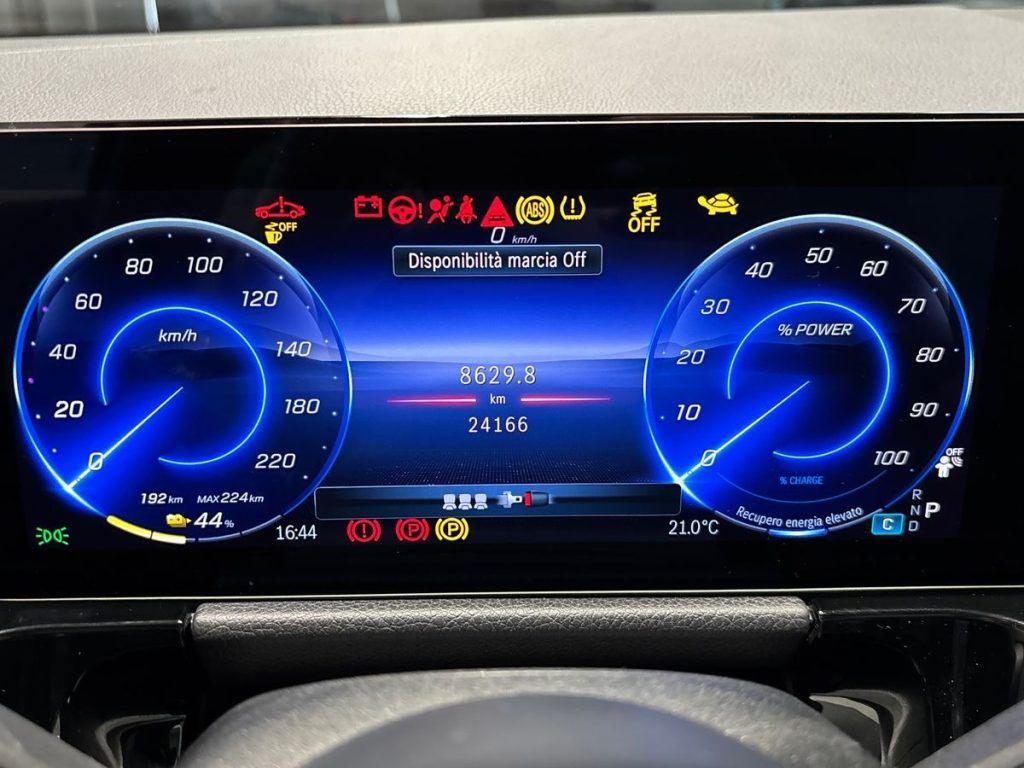 OFF
ABS
OFF
0 km/h
Disponibilità marcia Off
km/h
0
20
40
60
80
100
120
140
180
220
192 km MAX 224 km
44 %
8629.8
km
24166
% POWER
0
10
20
30
40
50
60
70
80
90
100
% CHARGE
Recupero energia elevato
OFF
16:44
P
P
21.0°C
C
R
N
D
P